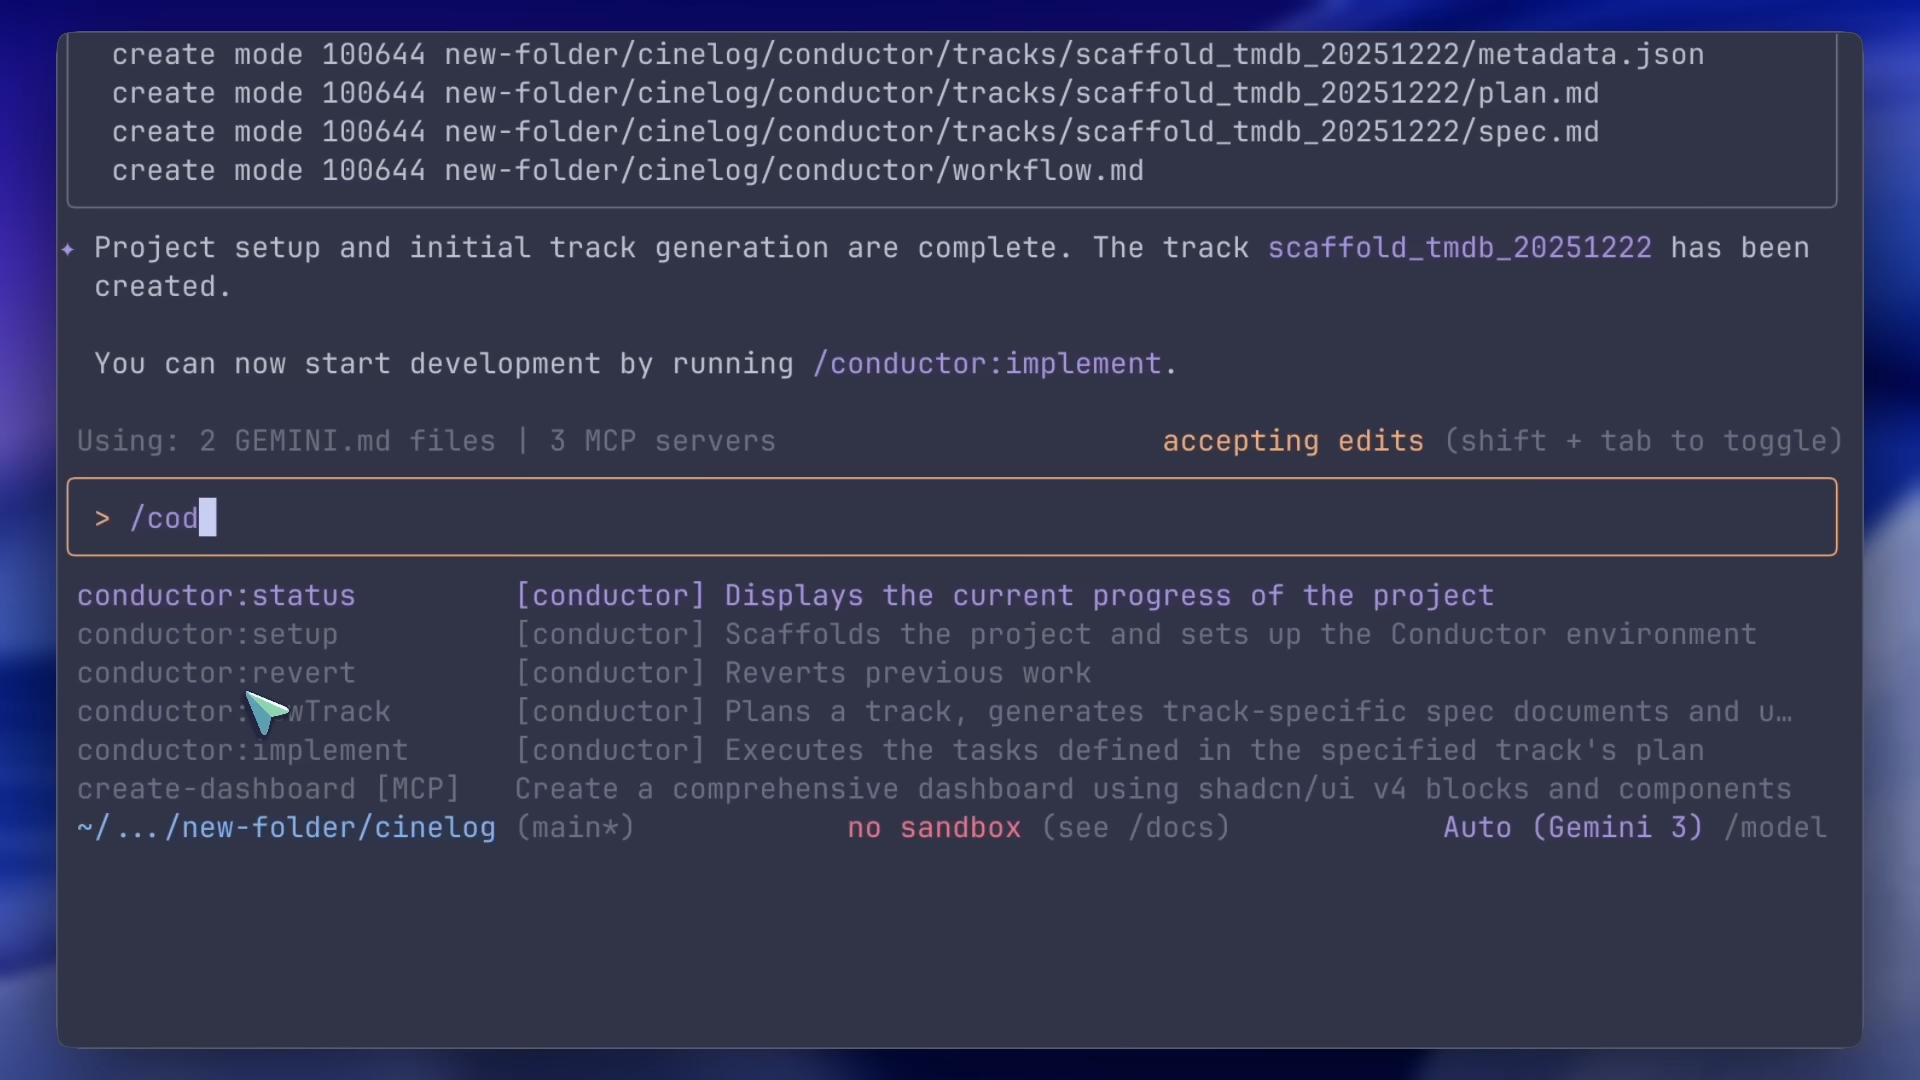 create mode 100644 new-folder/cinelog/conductor/tracks/scaffold_tmdb_20251222/metadata.json
create mode 100644 new-folder/cinelog/conductor/tracks/scaffold_tmdb_20251222/plan.md
create mode 100644 new-folder/cinelog/conductor/tracks/scaffold_tmdb_20251222/spec.md
create mode 100644 new-folder/cinelog/conductor/workflow.md
✦ Project setup and initial track generation are complete. The track scaffold_tmdb_20251222 has been
created.
You can now start development by running /conductor:implement.
Using: 2 GEMINI.md files | 3 MCP servers accepting edits (shift + tab to toggle)
> /cod
conductor:status [conductor] Displays the current progress of the project
conductor:setup [conductor] Scaffolds the project and sets up the Conductor environment
conductor:revert [conductor] Reverts previous work
conductor: wTrack [conductor] Plans a track, generates track-specific spec documents and u…
conductor:implement [conductor] Executes the tasks defined in the specified track's plan
create-dashboard [MCP] Create a comprehensive dashboard using shadcn/ui v4 blocks and components
~/.../new-folder/cinelog (main*) no sandbox (see /docs) Auto (Gemini 3) /model